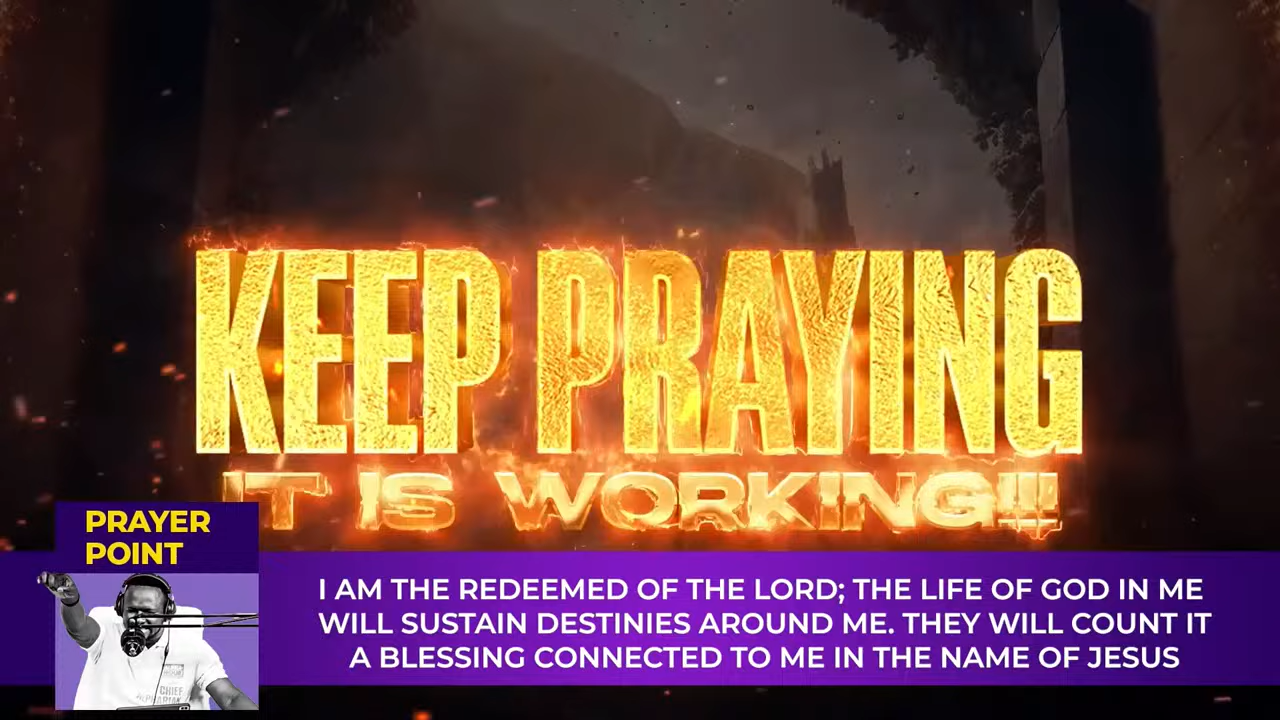 KEEP PRAYING
IT IS WORKING!!!
PRAYER
POINT
I AM THE REDEEMED OF THE LORD; THE LIFE OF GOD IN ME
WILL SUSTAIN DESTINIES AROUND ME. THEY WILL COUNT IT
A BLESSING CONNECTED TO ME IN THE NAME OF JESUS
CHIEF